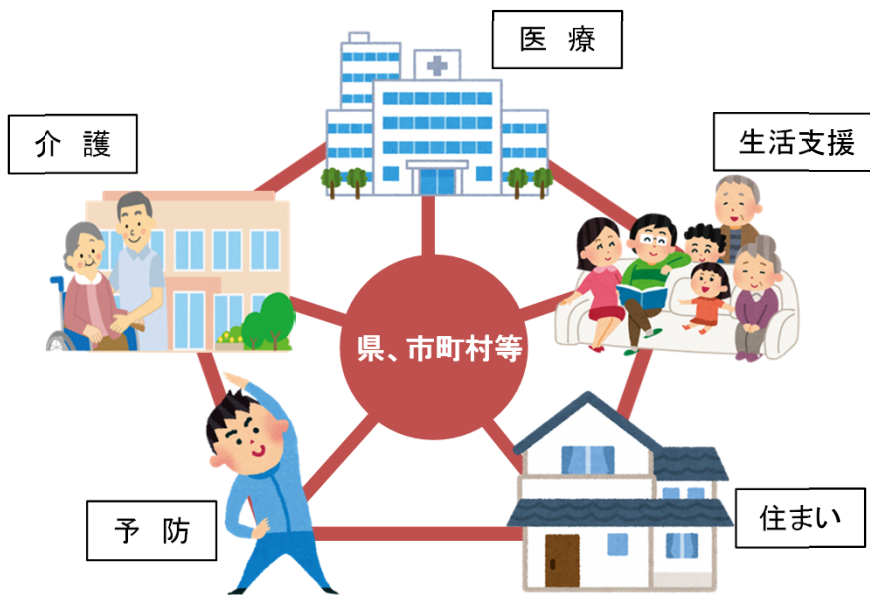 医 療
介 護
生活支援
県、市町村等
予 防
住まい